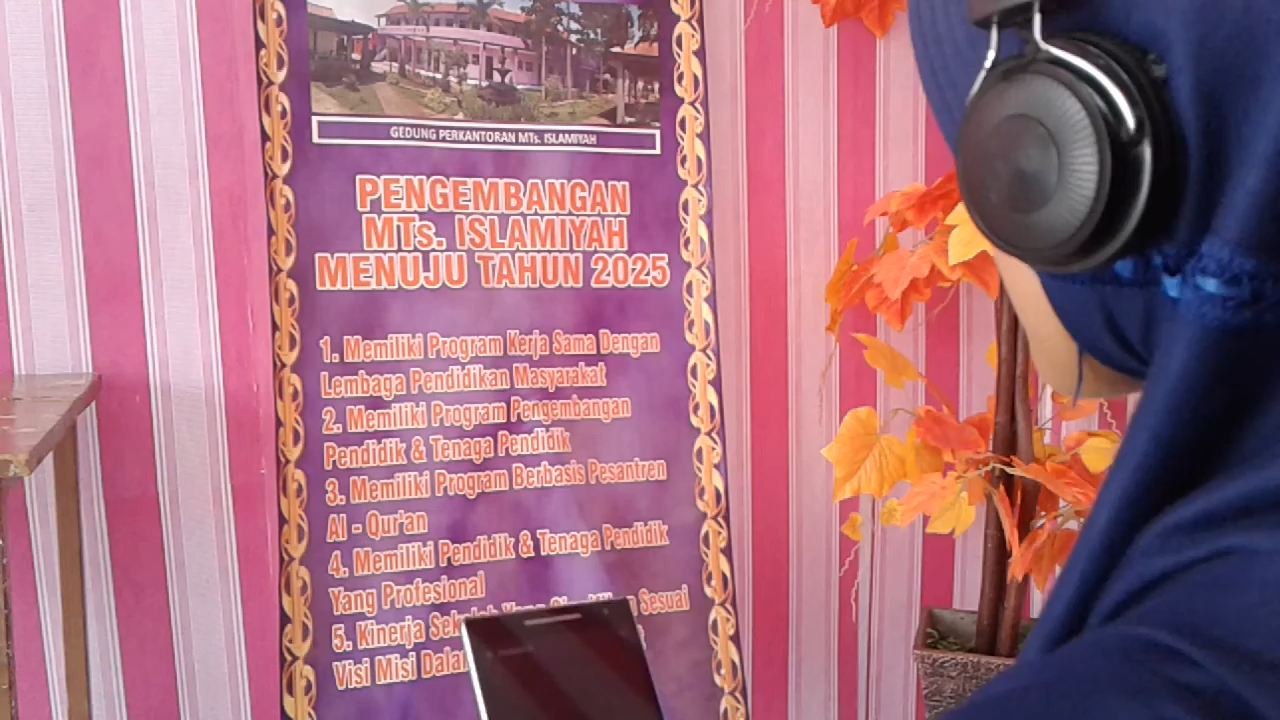 GEDUNG PERKANTORAN MTs. ISLAMIYAH
PENGEMBANGAN
MTs. ISLAMIYAH
MENUJU TAHUN 2025
1. Memiliki Program Kerja Sama Dengan
Lembaga Pendidikan Masyarakat
2. Memiliki Program Pengembangan
Pendidik & Tenaga Pendidik
3. Memiliki Program Berbasis Pesantren
Al - Qur'an
4. Memiliki Pendidik & Tenaga Pendidik
Yang Profesional
5. Kinerja Sekolah Yang Sesuai
Visi Misi